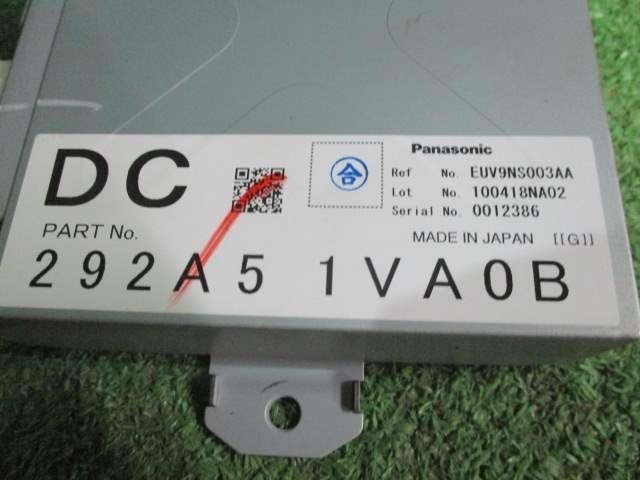 DC
合
Panasonic
Ref No. EUV9NS003AA
Lot No. 100418NA02
Serial No. 0012386
PART No.
MADE IN JAPAN [[G]]
292A5 1VA0B